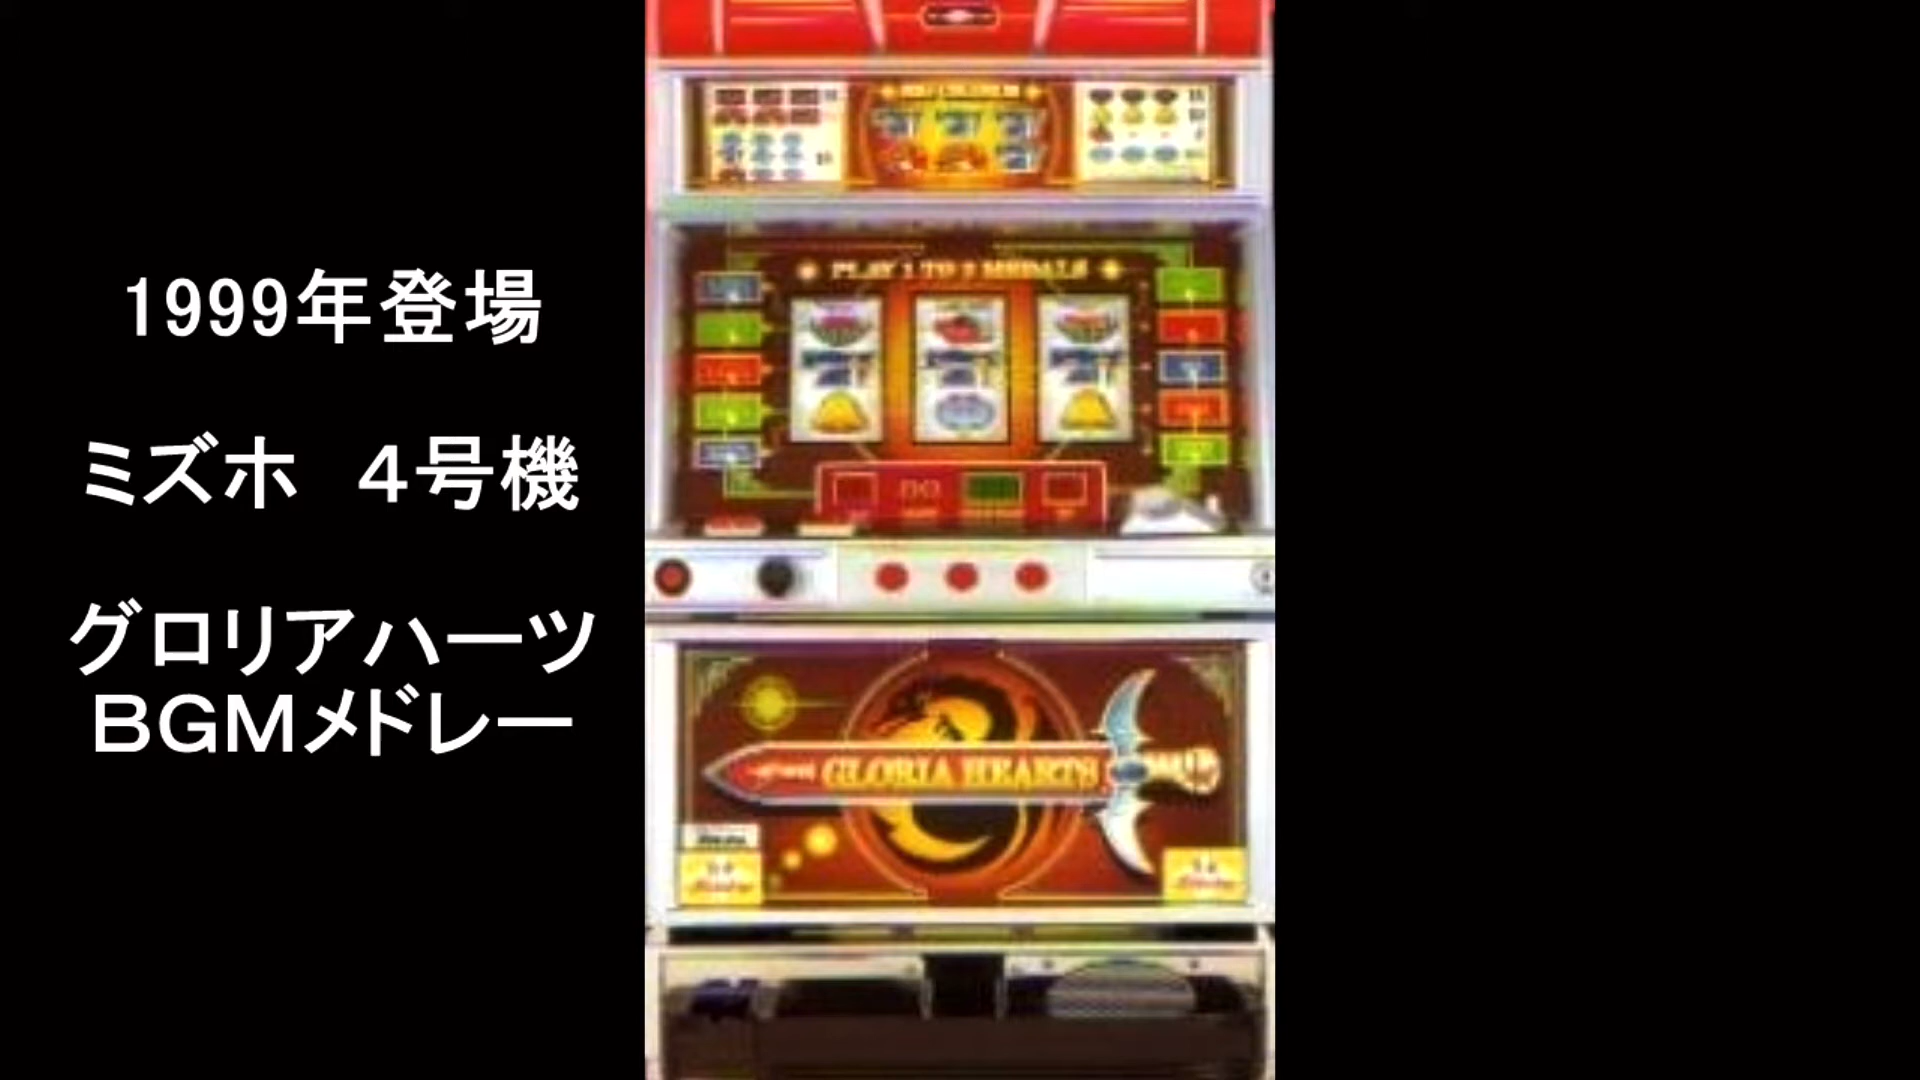 1999年登場
ミズホ　4号機
グロリアハーツ
BGMメドレー
PLAY 1 TO 3 MEDALS
GLORIA HEARTS